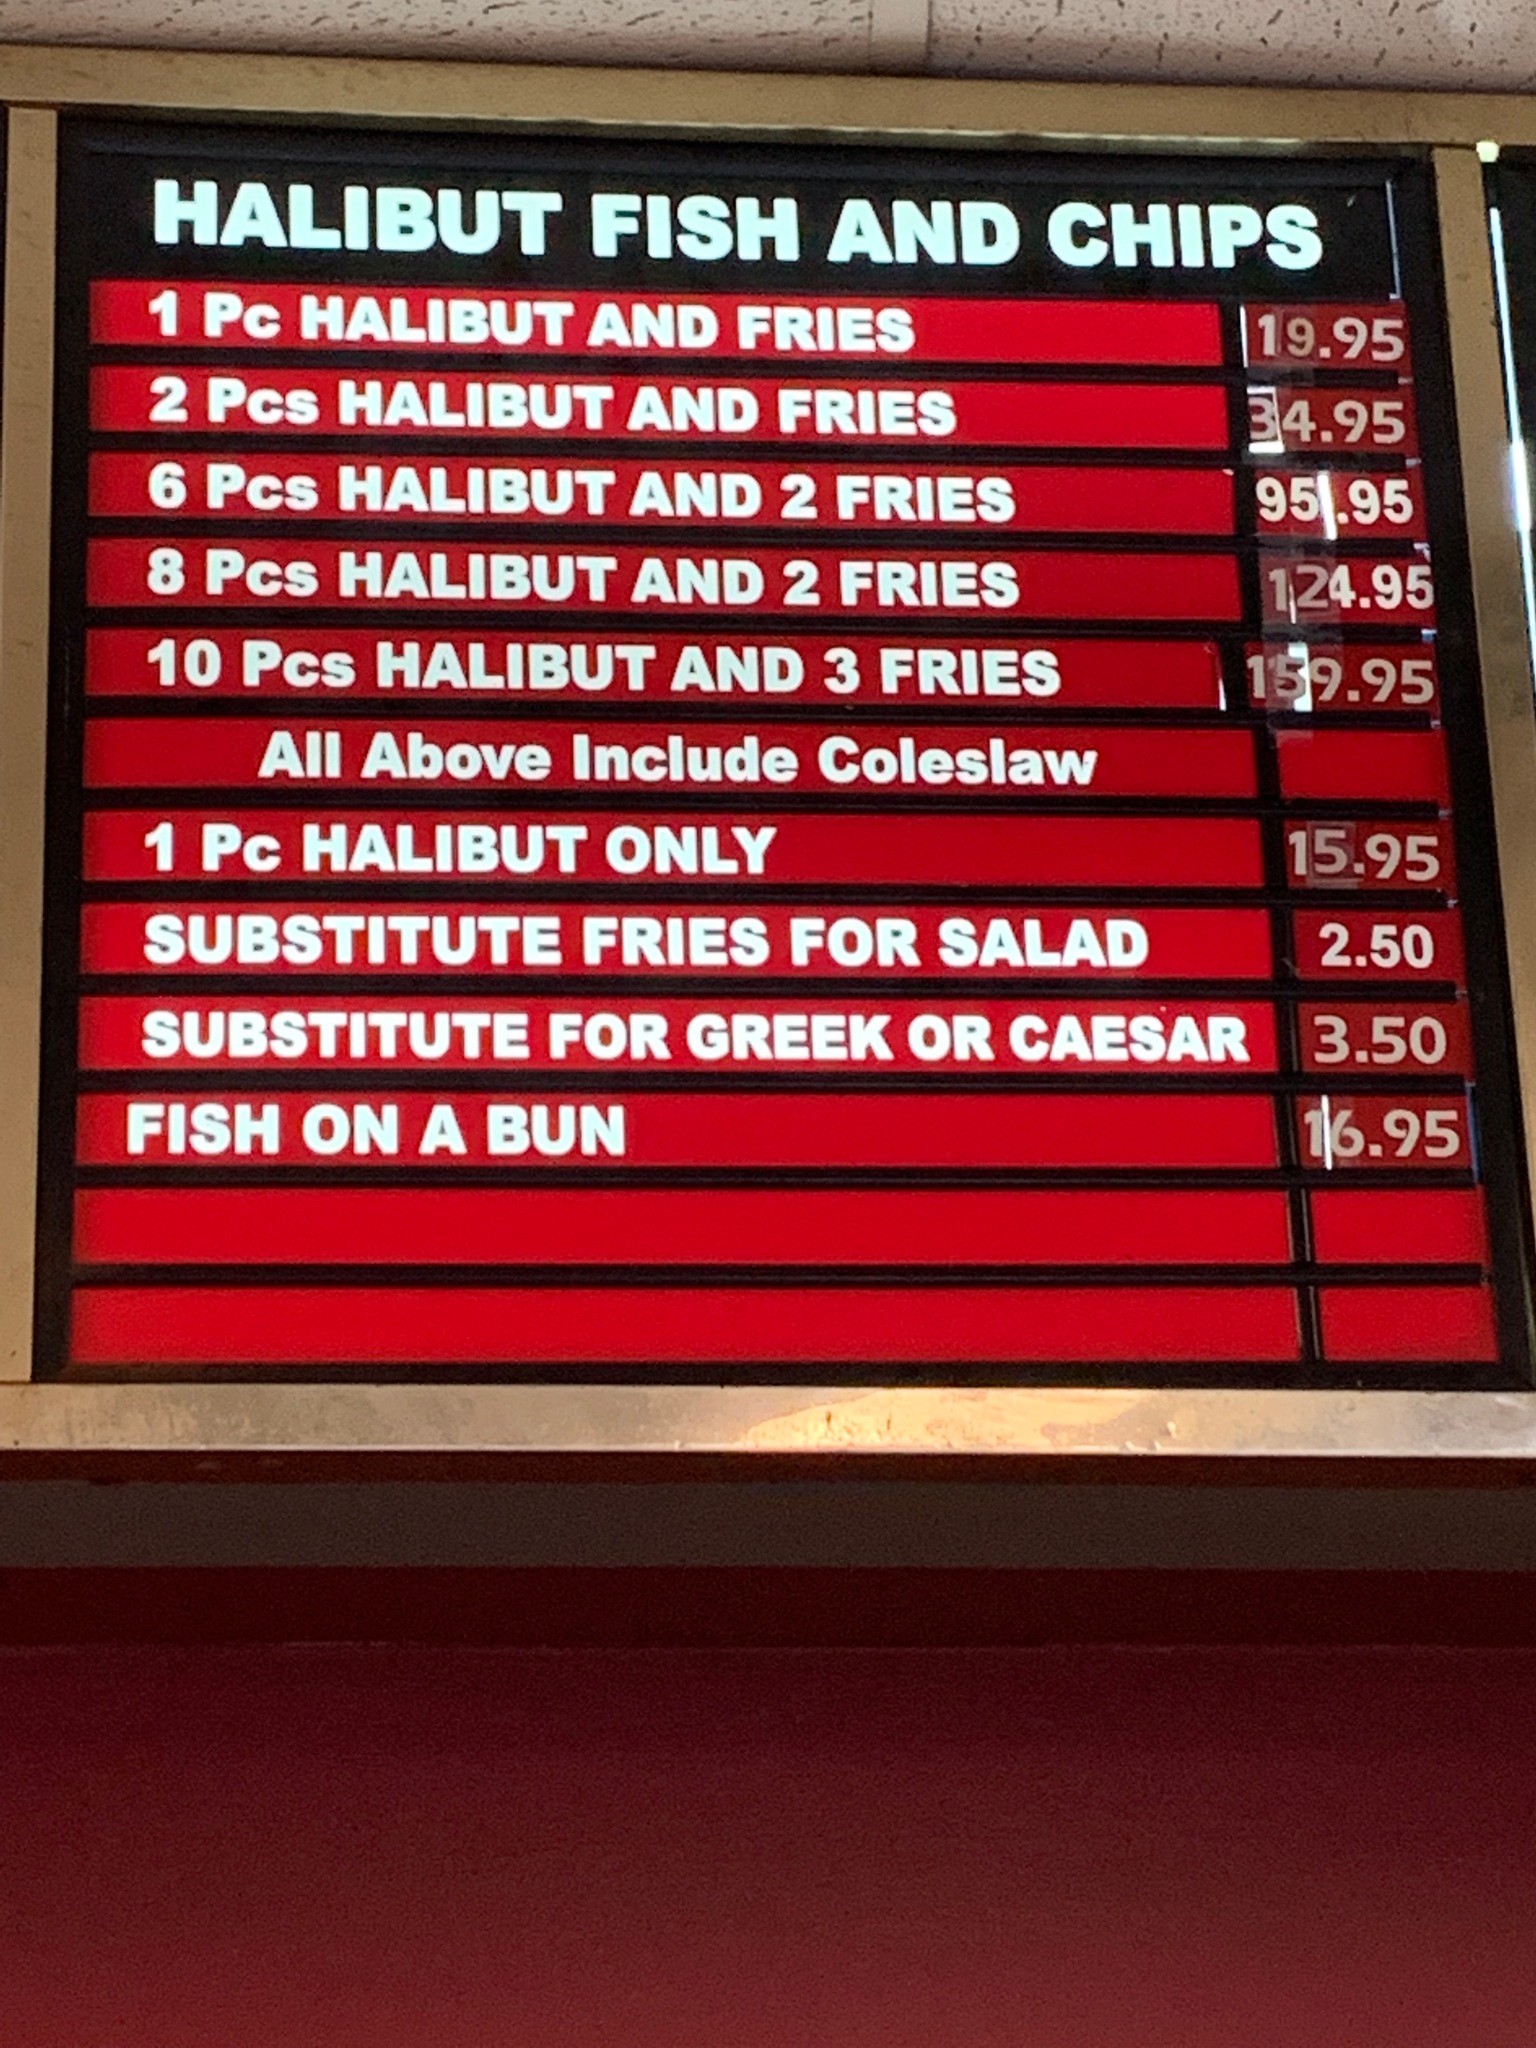 HALIBUT FISH AND CHIPS
1 Pc HALIBUT AND FRIES 19.95
2 Pcs HALIBUT AND FRIES 34.95
6 Pcs HALIBUT AND 2 FRIES 95.95
8 Pcs HALIBUT AND 2 FRIES 124.95
10 Pcs HALIBUT AND 3 FRIES 159.95
All Above Include Coleslaw
1 Pc HALIBUT ONLY 15.95
SUBSTITUTE FRIES FOR SALAD 2.50
SUBSTITUTE FOR GREEK OR CAESAR 3.50
FISH ON A BUN 16.95